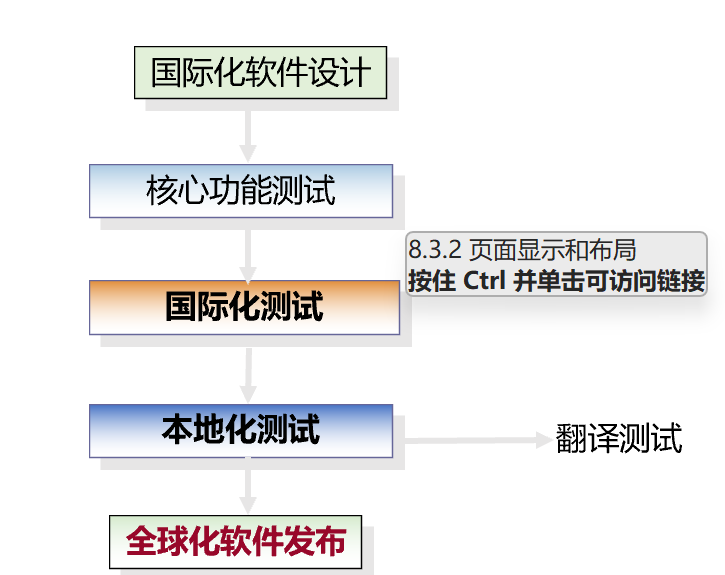 国际化软件设计
核心功能测试
8.3.2 页面显示和布局
按住 Ctrl 并单击可访问链接
国际化测试
本地化测试
翻译测试
全球化软件发布